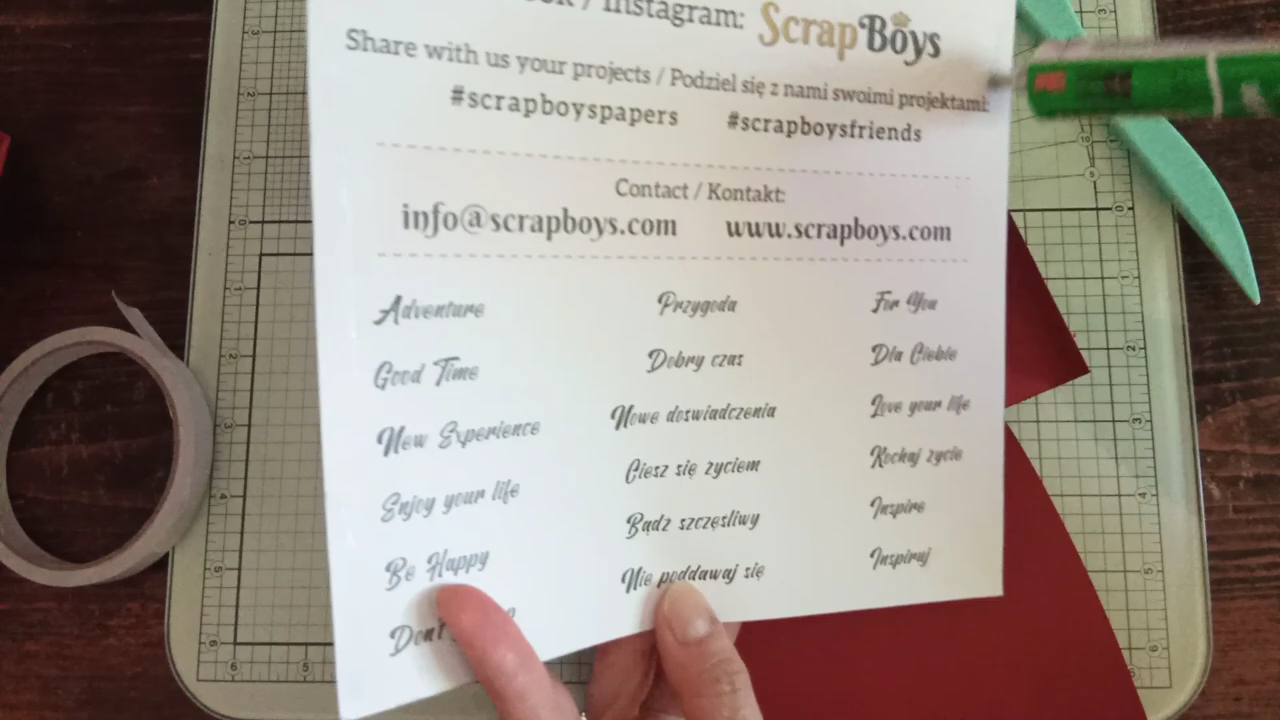 Instagram: ScrapBoys
Share with us your projects / Podziel się z nami swoimi projektami:
#scrapboyspapers #scrapboysfriends
Contact / Kontakt:
info@scrapboys.com www.scrapboys.com
Adventure Przygoda For You
Good Time Dobry czas Dla Ciebie
New Experience Nowe doswiadczenia Love your life
Enjoy your life Ciesz się zyciem Kochaj zycie
Be Happy Bądz szczęsliwy Inspire
Don't Nie poddawaj się Inspiruj